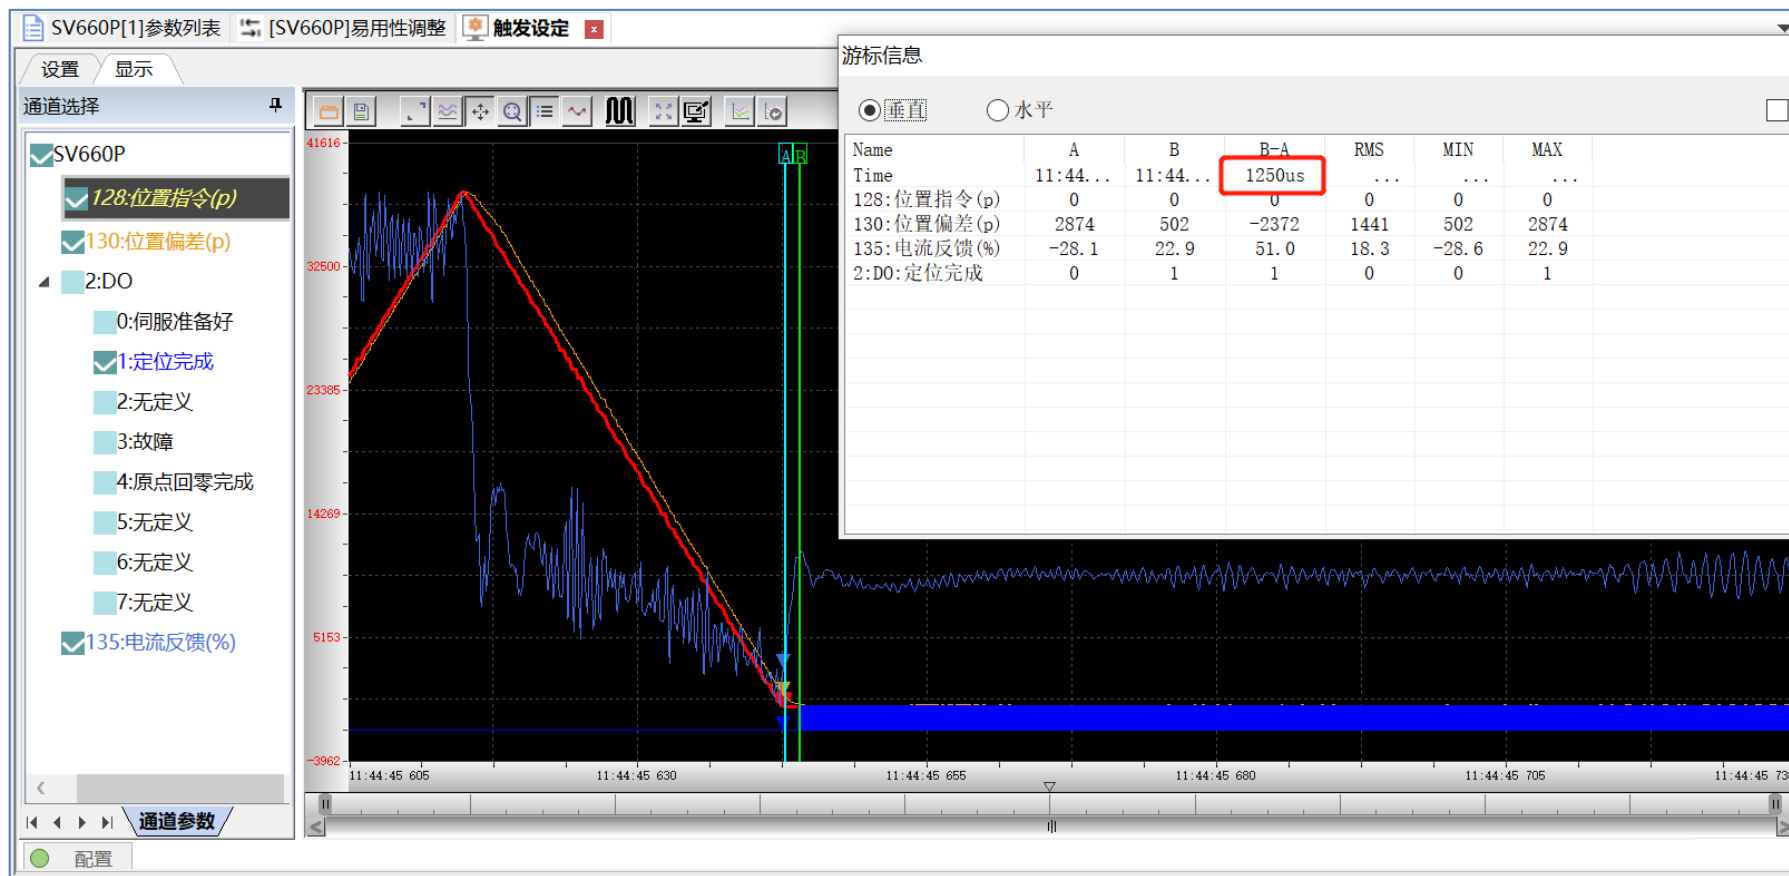 SV660P[1]参数列表 [SV660P]易用性调整 触发设定 x
设置 显示
通道选择
SV660P
128:位置指令(p)
130:位置偏差(p)
2:DO
0:伺服准备好
1:定位完成
2:无定义
3:故障
4:原点回零完成
5:无定义
6:无定义
7:无定义
135:电流反馈(%)
通道参数
配置
41616
32500
23385
14269
5153
-3962
A B
11:44:45 605 11:44:45 630 11:44:45 655 11:44:45 680 11:44:45 705 11:44:45 73
游标信息
垂直 水平
Name A B B-A RMS MIN MAX
Time 11:44... 11:44... 1250us ... ... ...
128:位置指令(p) 0 0 0 0 0 0
130:位置偏差(p) 2874 502 -2372 1441 502 2874
135:电流反馈(%) -28.1 22.9 51.0 18.3 -28.6 22.9
2:DO:定位完成 0 1 1 0 0 1